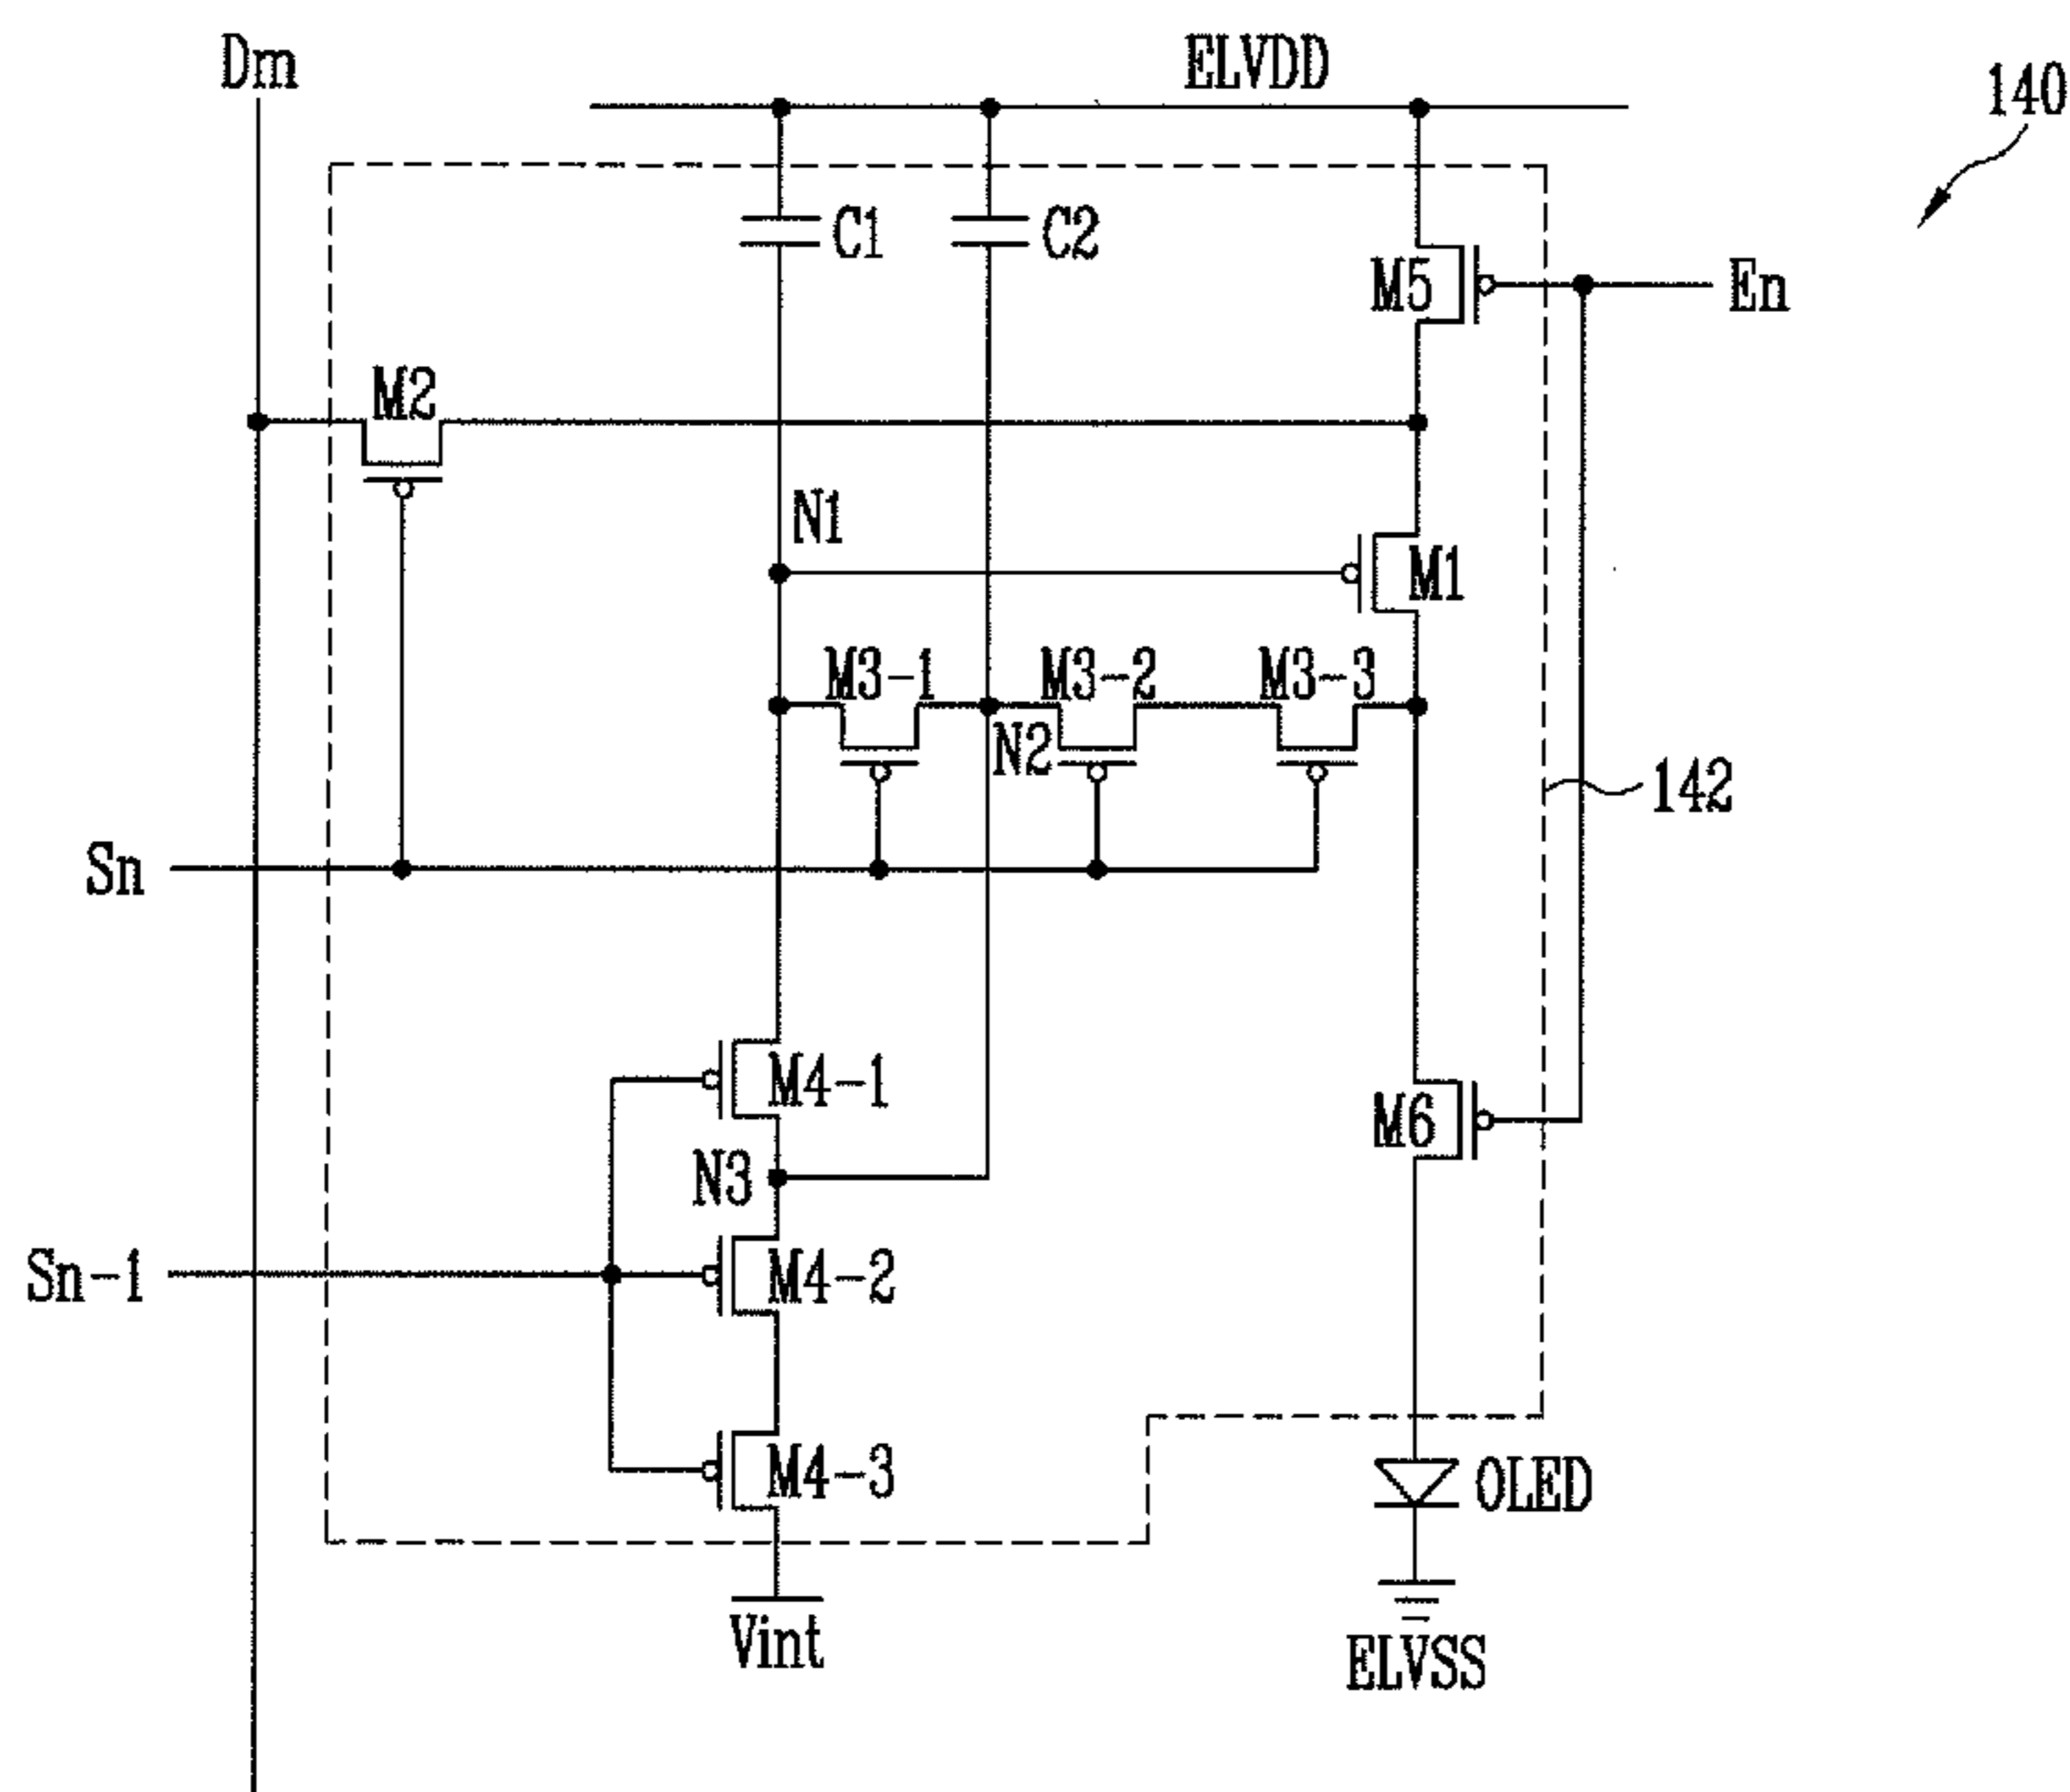 Dm
ELVDD
140
C1
C2
M5
En
M2
N1
M1
M3-1
M3-2
M3-3
N2
142
Sn
M4-1
M6
N3
Sn-1
M4-2
M4-3
OLED
Vint
ELVSS